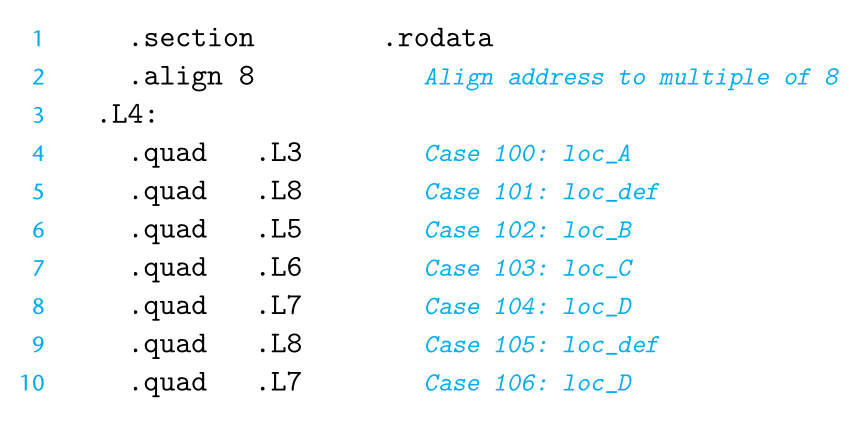 1 .section .rodata
2 .align 8 Align address to multiple of 8
3 .L4:
4 .quad .L3 Case 100: loc_A
5 .quad .L8 Case 101: loc_def
6 .quad .L5 Case 102: loc_B
7 .quad .L6 Case 103: loc_C
8 .quad .L7 Case 104: loc_D
9 .quad .L8 Case 105: loc_def
10 .quad .L7 Case 106: loc_D